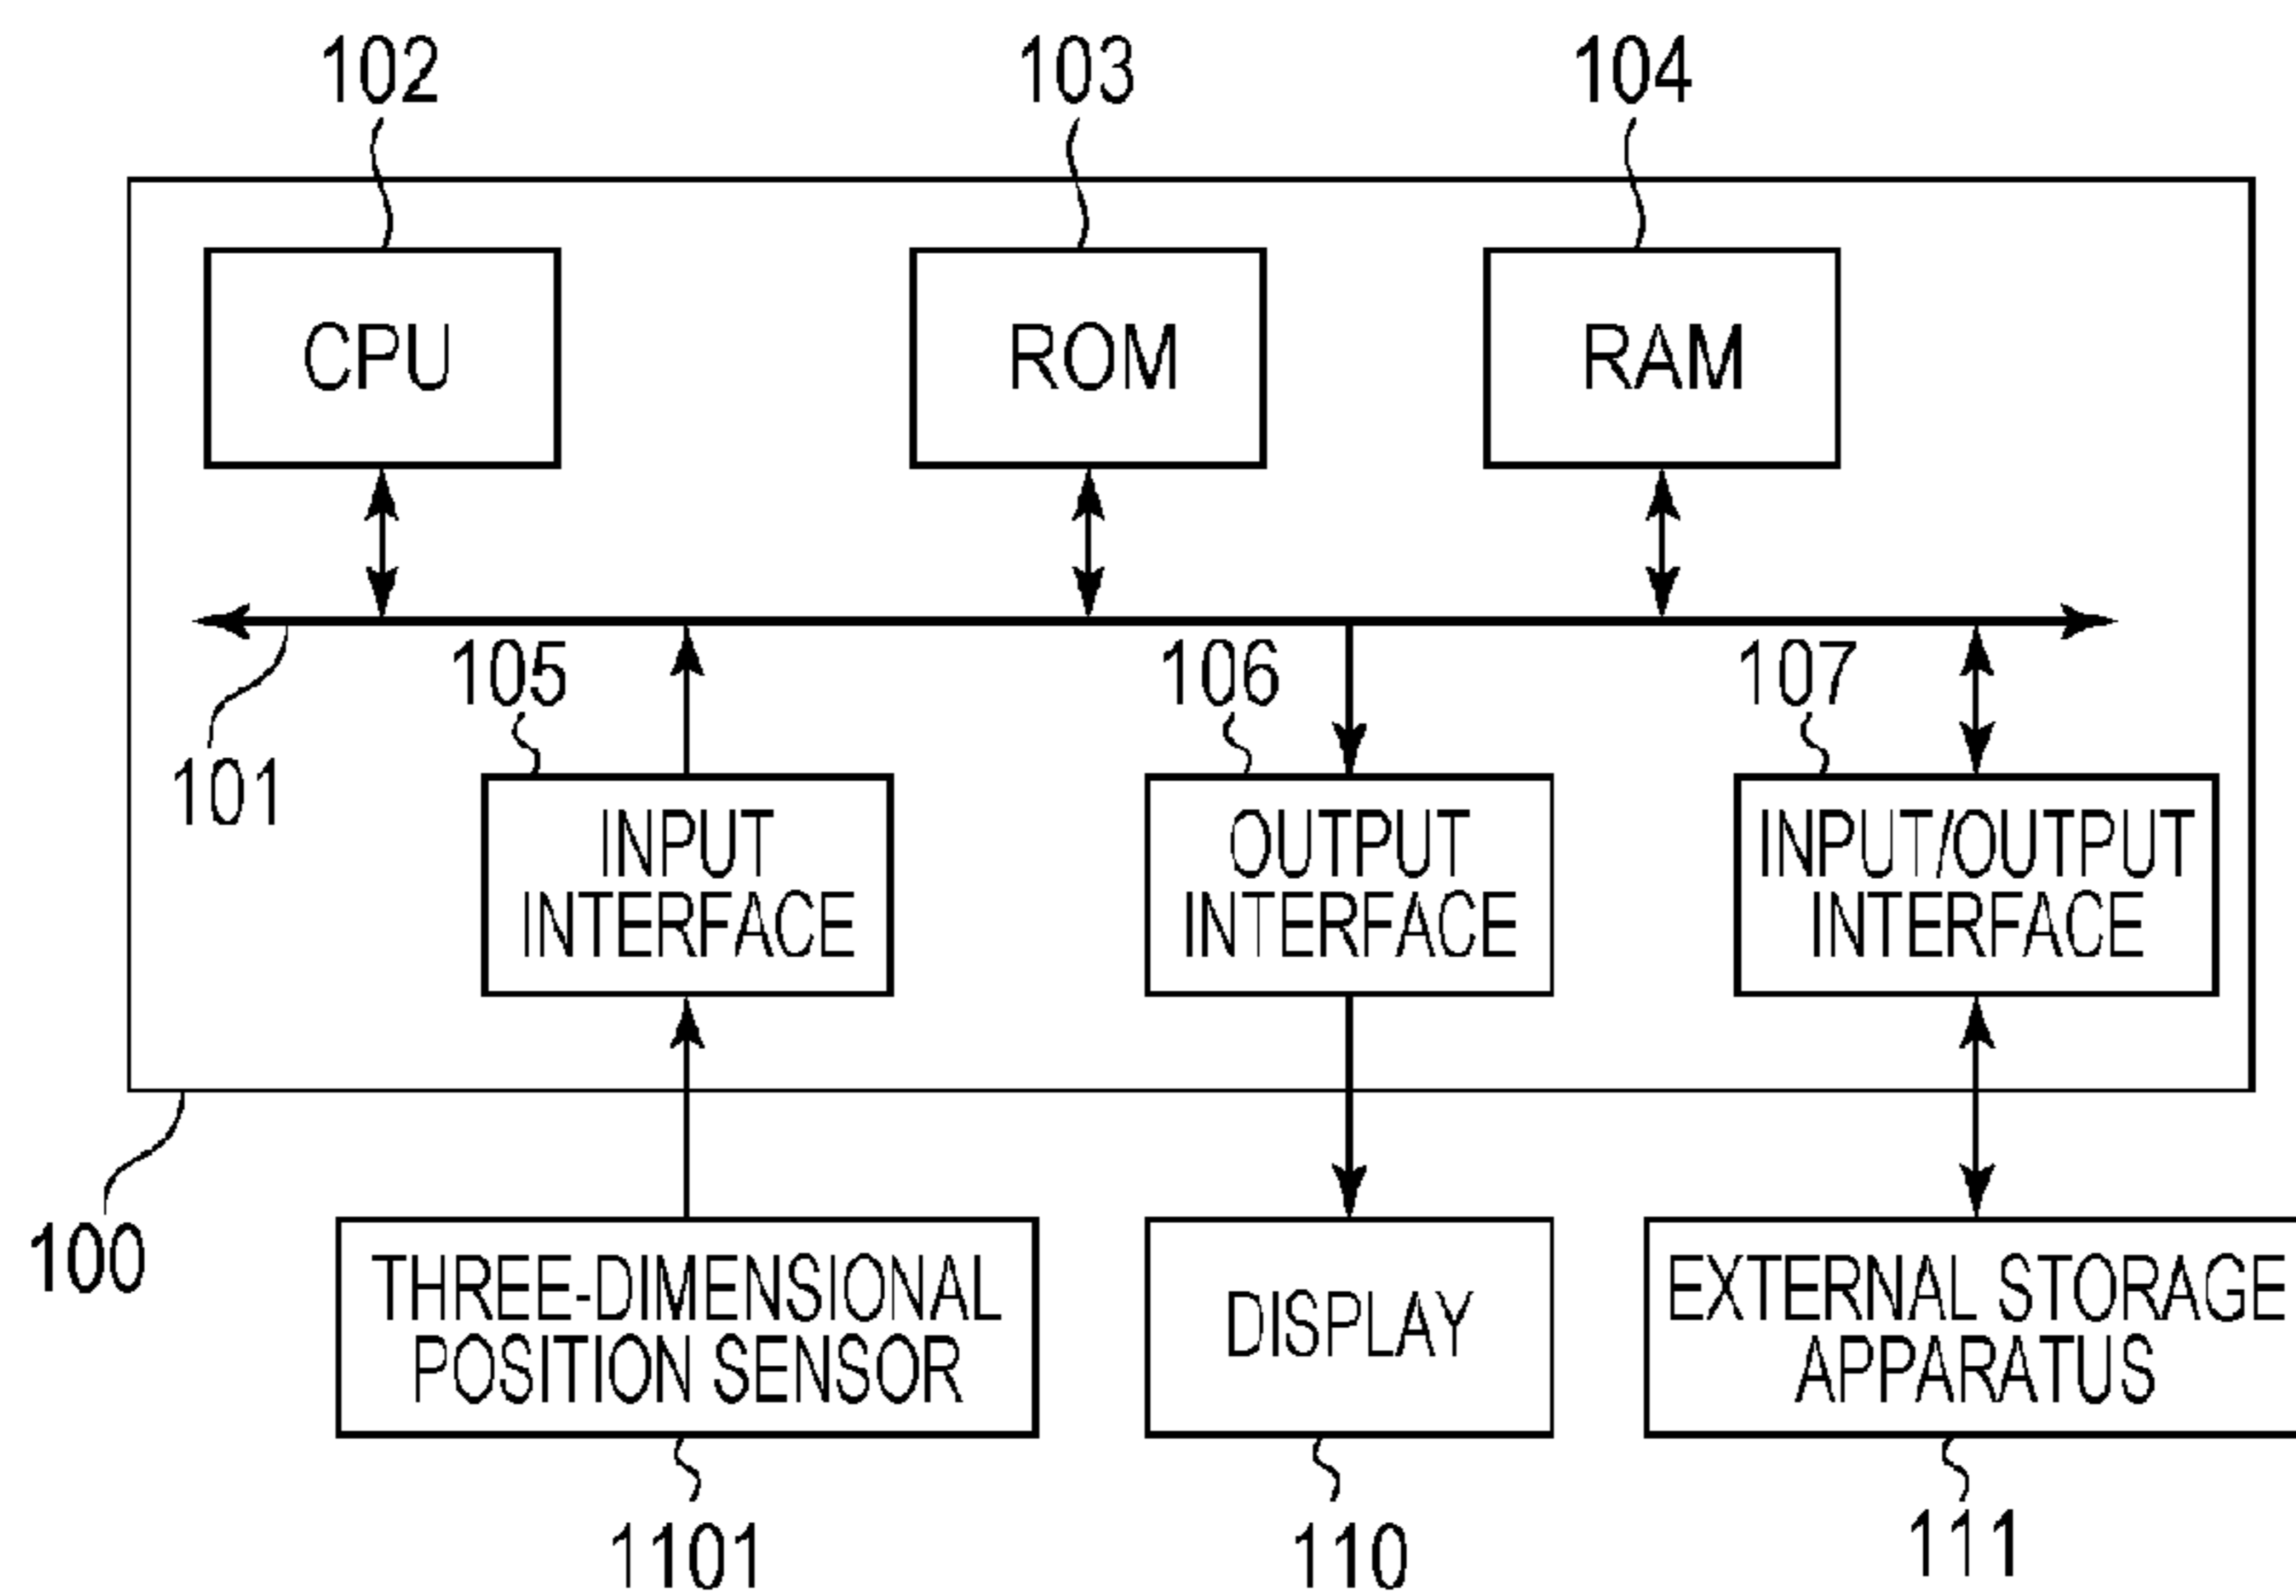 102
103
104
CPU
ROM
RAM
105
106
107
101
INPUT
INTERFACE
OUTPUT
INTERFACE
INPUT/OUTPUT
INTERFACE
100
THREE-DIMENSIONAL
POSITION SENSOR
DISPLAY
EXTERNAL STORAGE
APPARATUS
1101
110
111